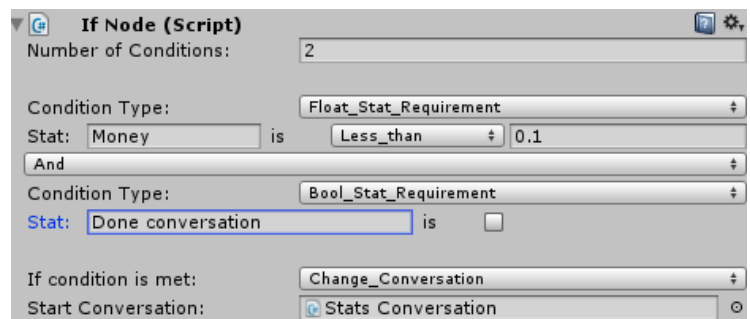 If Node (Script)
Number of Conditions: 2
Condition Type: Float_Stat_Requirement
Stat: Money is Less_than 0.1
And
Condition Type: Bool_Stat_Requirement
Stat: Done conversation is
If condition is met: Change_Conversation
Start Conversation: Stats Conversation